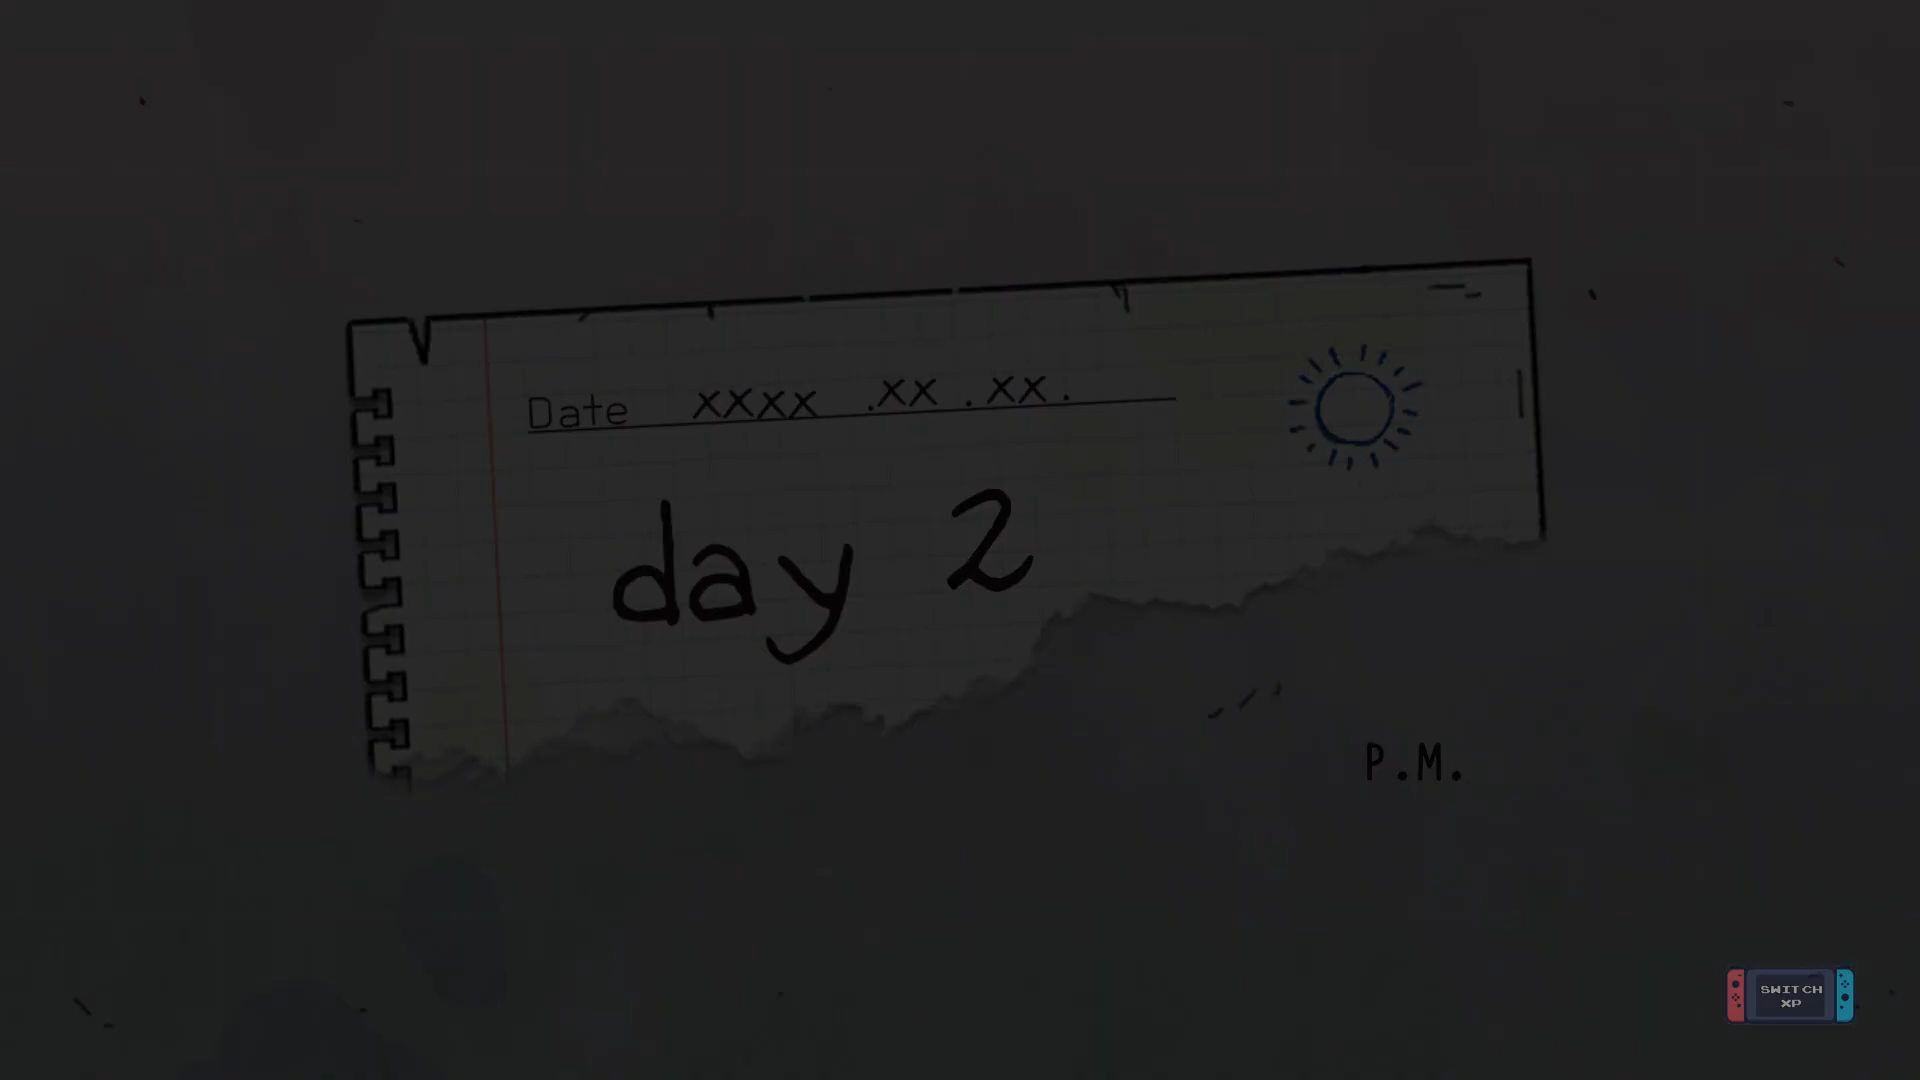 Date xxxx .xx . xx .
day 2
P.M.
SWITCH
XP